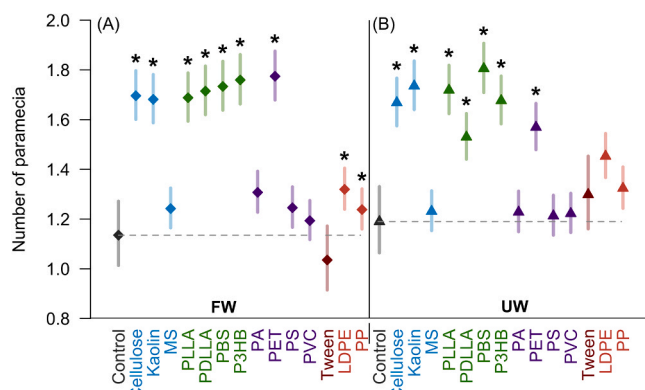 (A)
(B)
Number of paramecia
2.0
1.8
1.6
1.4
1.2
1.0
0.8
* * * * * * * * *
* * * * * * *
FW
UW
Control
Cellulose
Kaolin
MS
PLLA
PDLLA
PBS
P3HB
PA
PET
PS
PVC
Tween
LDPE
PP
Control
Cellulose
Kaolin
MS
PLLA
PDLLA
PBS
P3HB
PA
PET
PS
PVC
Tween
LDPE
PP